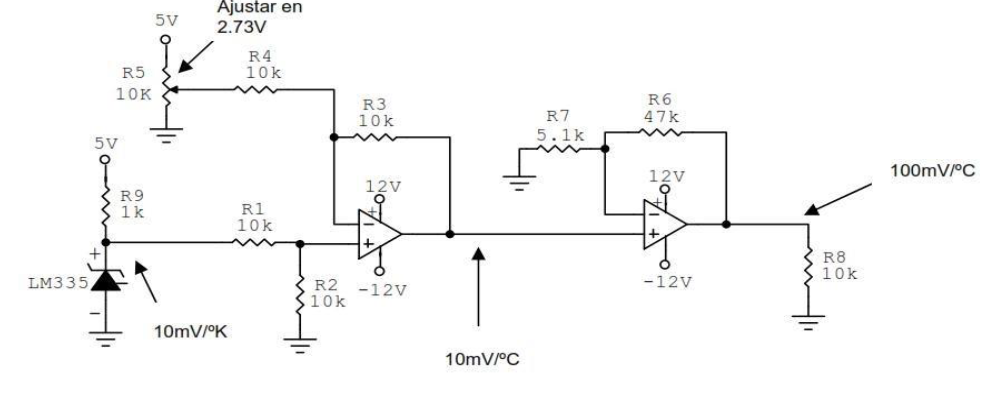 Ajustar en
2.73V
5V
R5
10K
R4
10k
R3
10k
5V
R9
1k
R1
10k
12V
+
-
+
-12V
+
LM335
-
R2
10k
10mV/ºK
10mV/ºC
R7
5.1k
R6
47k
12V
+
-
+
-12V
100mV/ºC
R8
10k